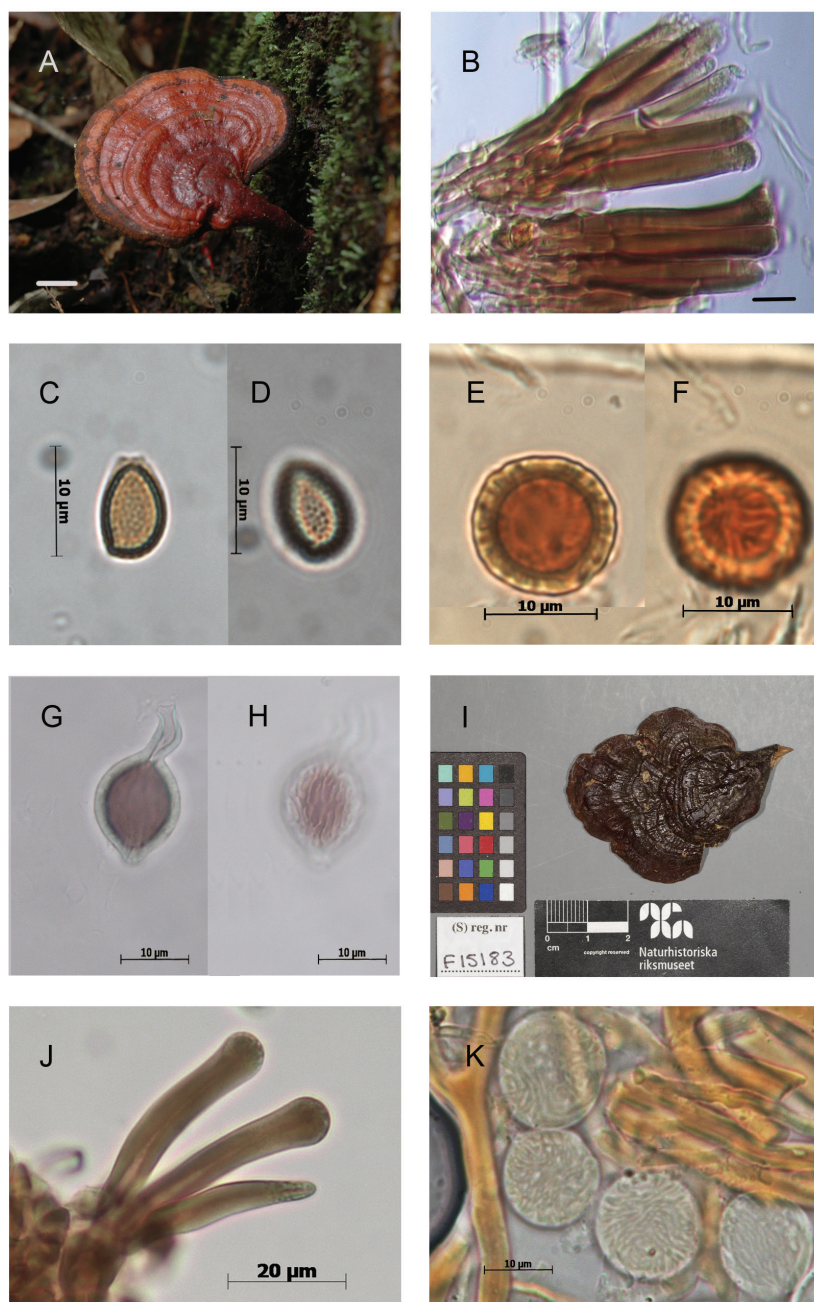 A
B
C
10 µm
D
10 µm
E
10 µm
F
10 µm
G
10 µm
H
10 µm
I
(S) reg. nr
F15183
0 1 2
cm
copyright reserved
Naturhistoriska
riksmuseet
J
20 µm
K
10 µm